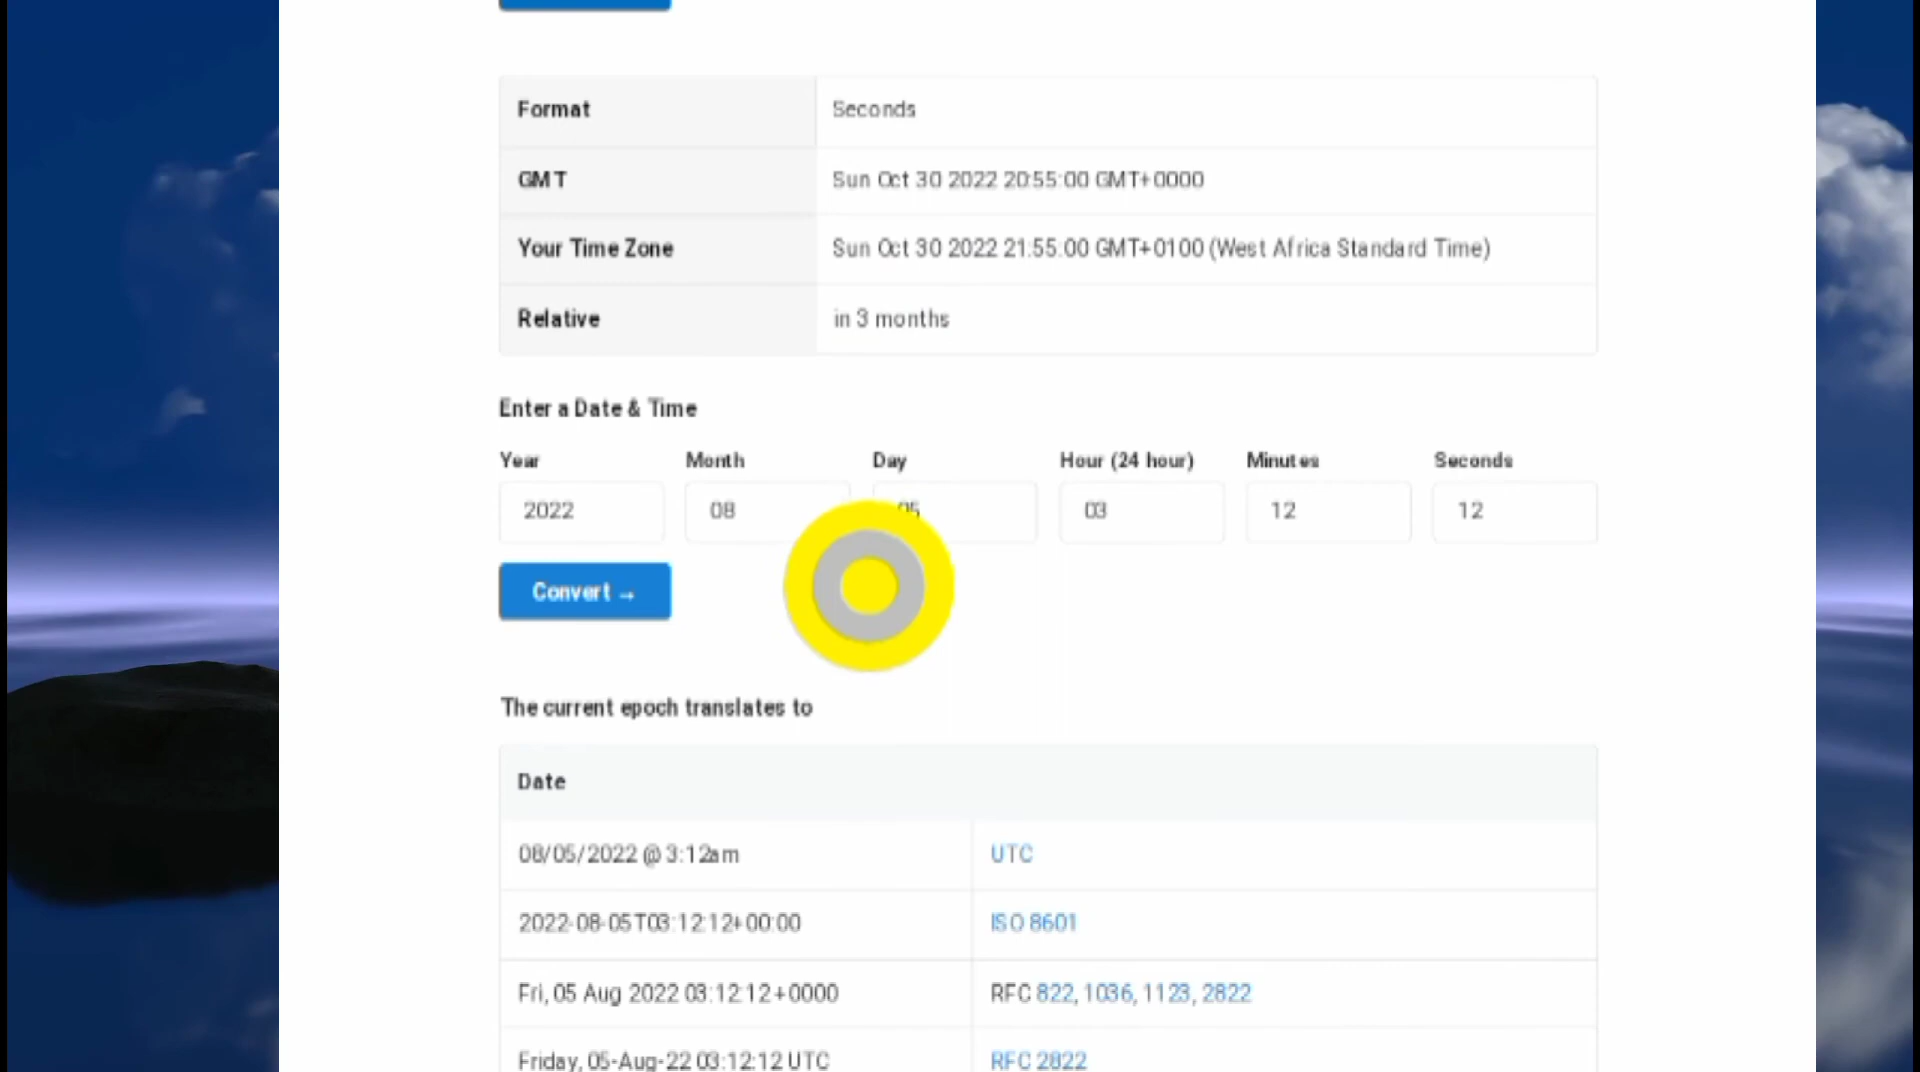 Format Seconds
GMT Sun Oct 30 2022 20:55:00 GMT+0000
Your Time Zone Sun Oct 30 2022 21:55:00 GMT+0100 (West Africa Standard Time)
Relative in 3 months
Enter a Date & Time
Year Month Day Hour (24 hour) Minutes Seconds
2022 08 05 03 12 12
Convert →
The current epoch translates to
Date
08/05/2022 @ 3:12am UTC
2022-08-05T03:12:12+00:00 ISO 8601
Fri, 05 Aug 2022 03:12:12 +0000 RFC 822, 1036, 1123, 2822
Friday, 05-Aug-22 03:12:12 UTC RFC 2822